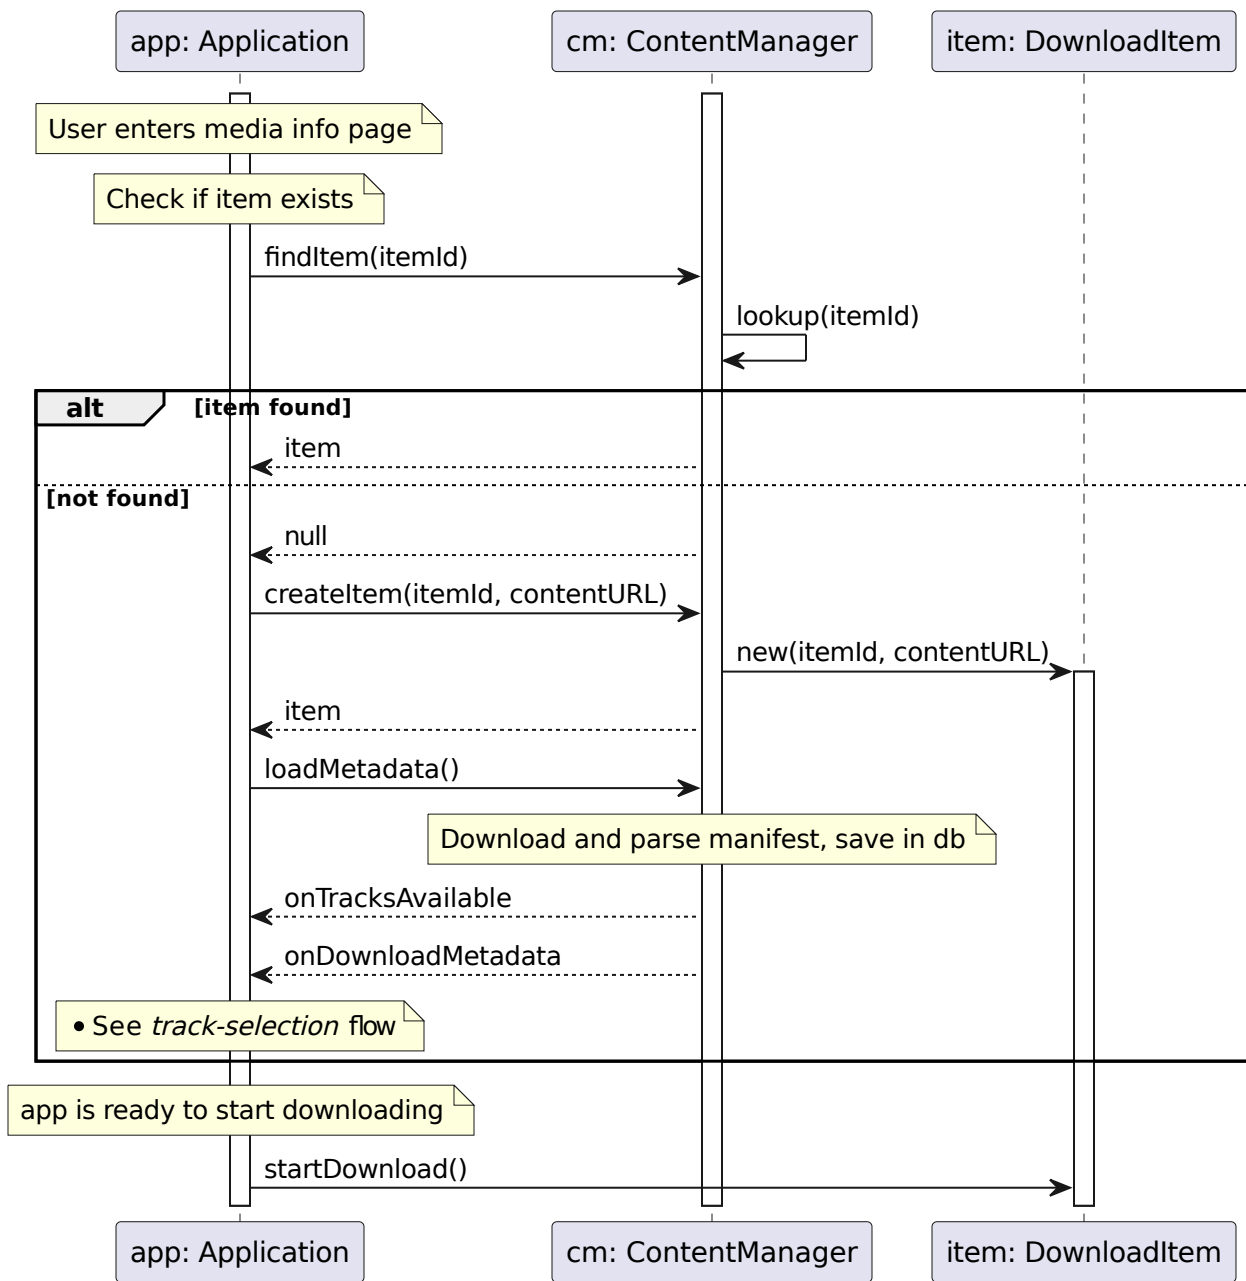 app: Application
cm: ContentManager
item: DownloadItem
User enters media info page
Check if item exists
findItem(itemId)
lookup(itemId)
alt
[item found]
item
[not found]
null
createItem(itemId, contentURL)
new(itemId, contentURL)
item
loadMetadata()
Download and parse manifest, save in db
onTracksAvailable
onDownloadMetadata
• See track-selection flow
app is ready to start downloading
startDownload()
app: Application
cm: ContentManager
item: DownloadItem